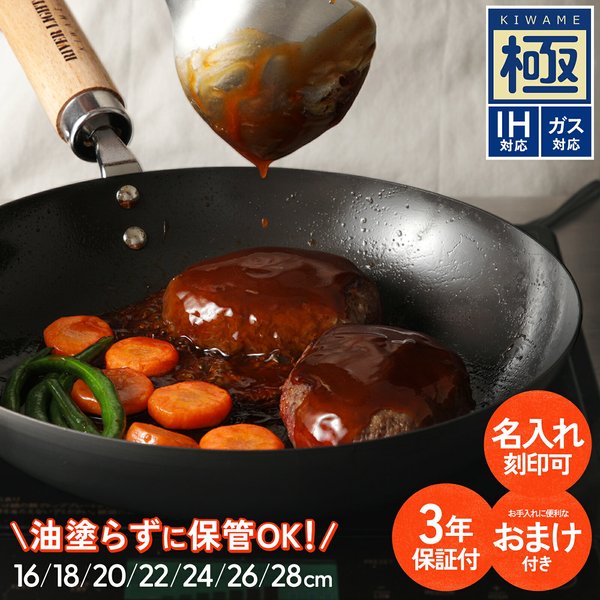 KIWAME
極
IH
対応
ガス
対応
RIVER LIGHT
名入れ
刻印可
3年
保証付
お手入れに便利な
おまけ
付き
\油塗らずに保管OK!/
16/18/20/22/24/26/28cm